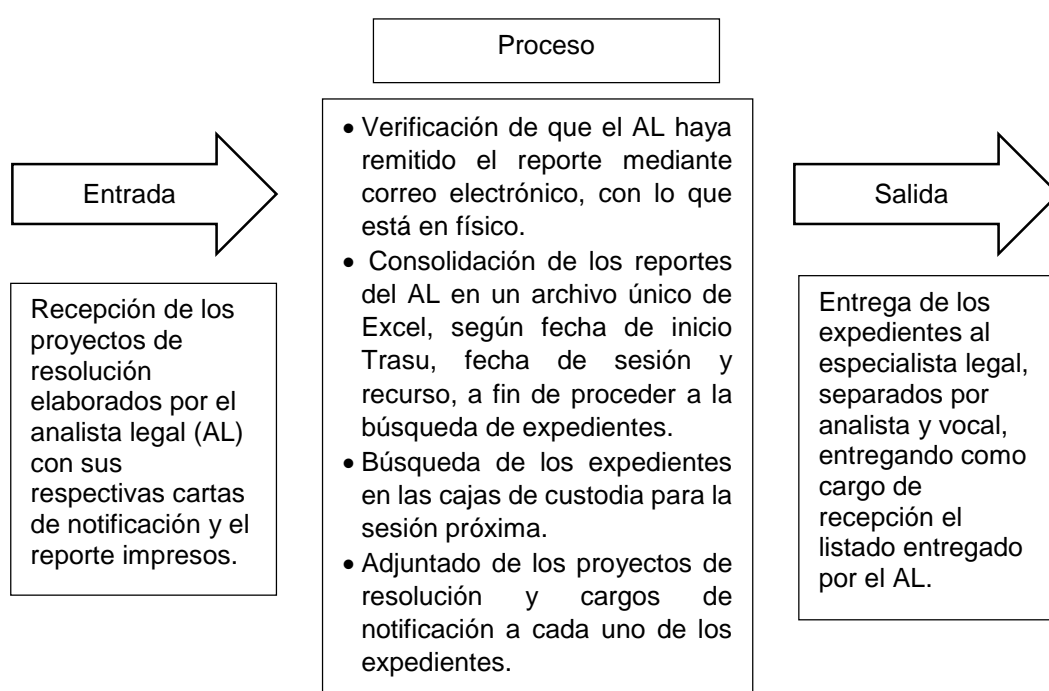 Proceso
Entrada
Recepción de los
proyectos de
resolución
elaborados por el
analista legal (AL)
con sus
respectivas cartas
de notificación y el
reporte impresos.
• Verificación de que el AL haya
remitido el reporte mediante
correo electrónico, con lo que
está en físico.
• Consolidación de los reportes
del AL en un archivo único de
Excel, según fecha de inicio
Trasu, fecha de sesión y
recurso, a fin de proceder a la
búsqueda de expedientes.
• Búsqueda de los expedientes
en las cajas de custodia para la
sesión próxima.
• Adjuntado de los proyectos de
resolución y cargos de
notificación a cada uno de los
expedientes.
Salida
Entrega de los
expedientes al
especialista legal,
separados por
analista y vocal,
entregando como
cargo de
recepción el
listado entregado
por el AL.